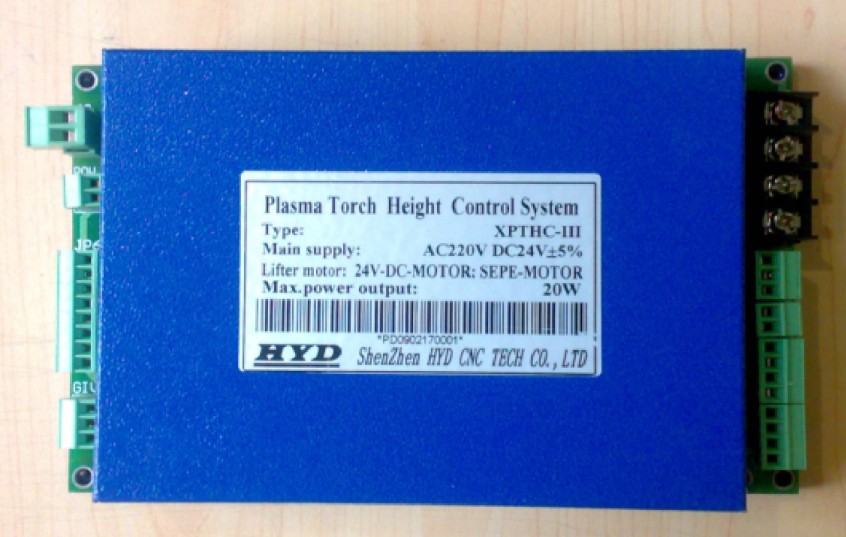 Plasma Torch Height Control System
Type: XPTHC-III
Main supply: AC220V DC24V±5%
Lifter motor: 24V-DC-MOTOR; SEPE-MOTOR
Max.power output: 20W
*PD0902170001*
HYD ShenZhen HYD CNC TECH CO.,LTD